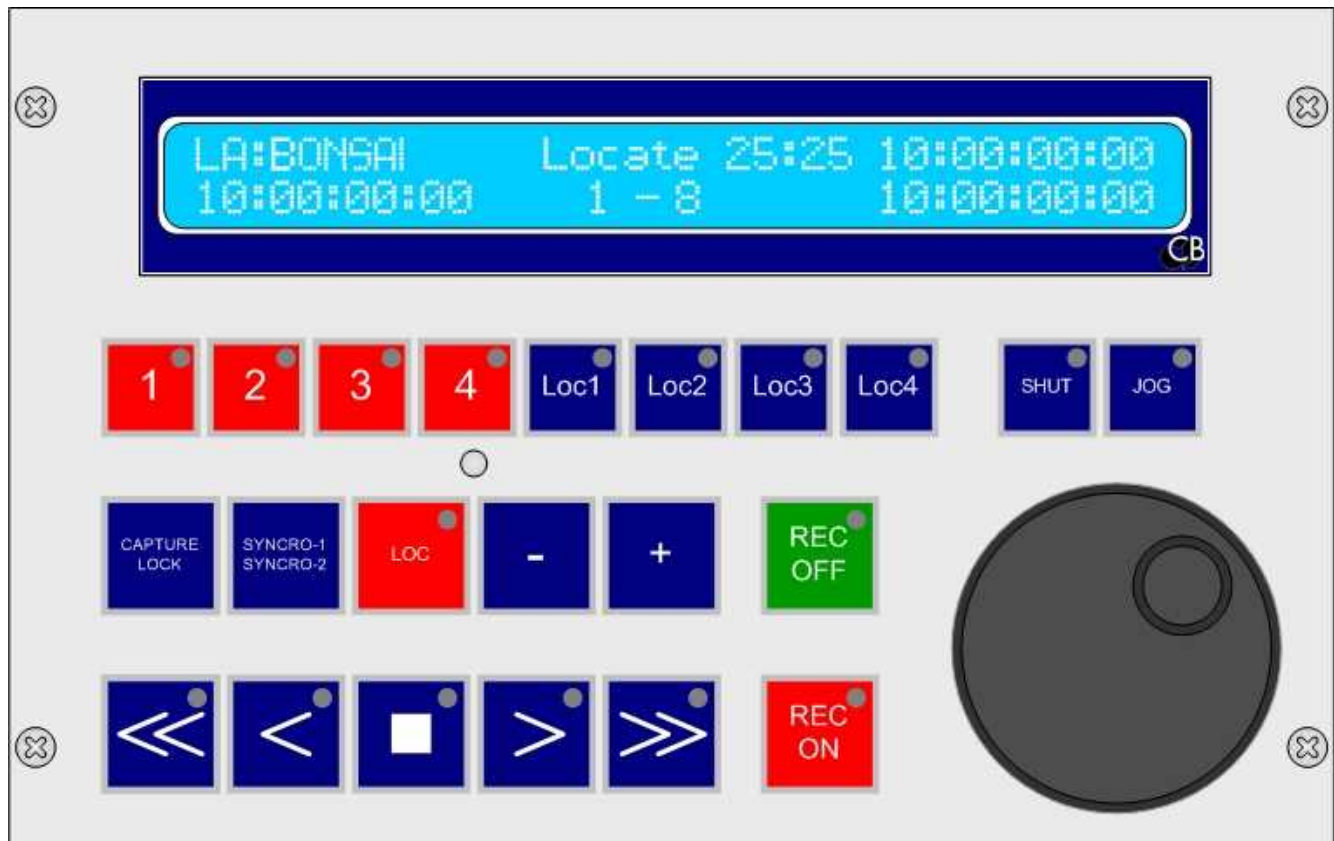 LA:BONSAI Locate 25:25 10:00:00:00
10:00:00:00 1 - 8 10:00:00:00
CB
1 2 3 4 Loc1 Loc2 Loc3 Loc4 SHUT JOG
CAPTURE
LOCK
SYNCRO-1
SYNCRO-2
LOC
- +
REC
OFF
<< < > >>
REC
ON